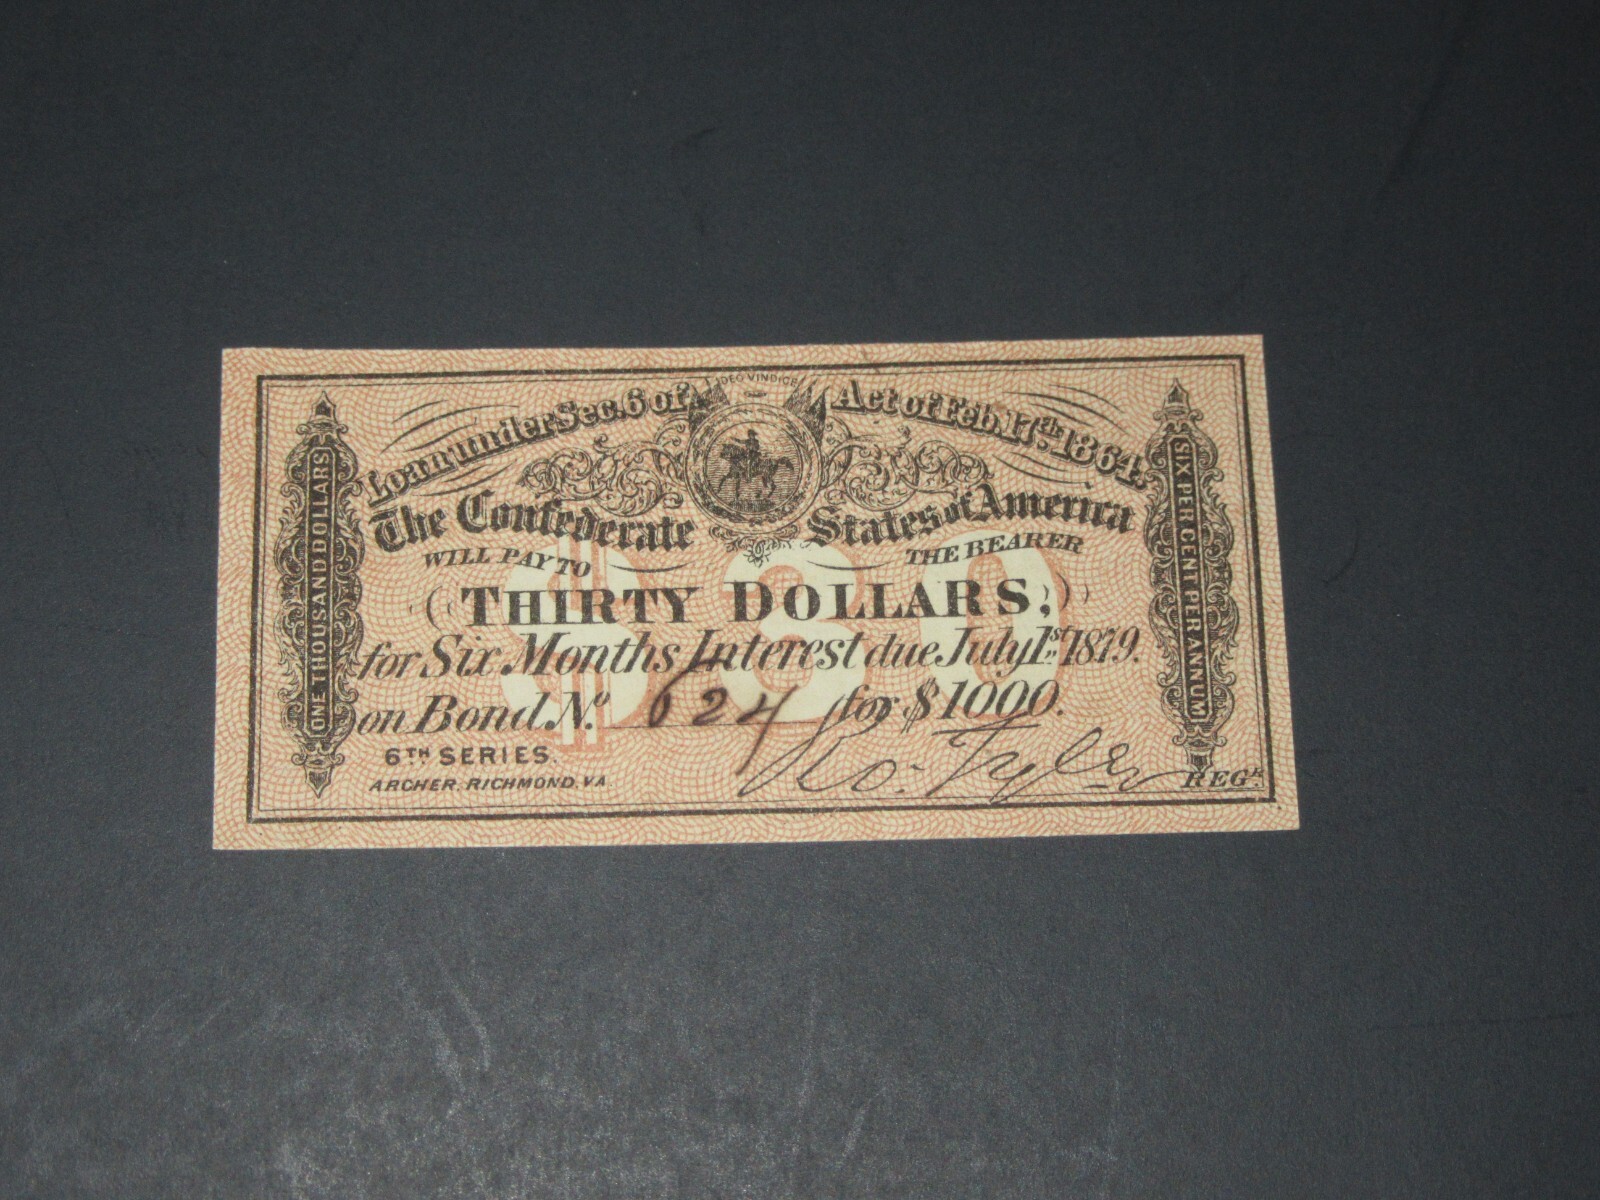 DEO VINDICE
Loan under Sec. 6 of Act of Feb. 17th 1864.
The Confederate States of America
WILL PAY TO THE BEARER
THIRTY DOLLARS,
for Six Months Interest due July 1st 1879.
on Bond No. 624 for $1000.
6TH SERIES.
ARCHER, RICHMOND, VA.
Ro. Tyler REGR.
ONE THOUSAND DOLLARS
SIX PER CENT PER ANNUM
$30